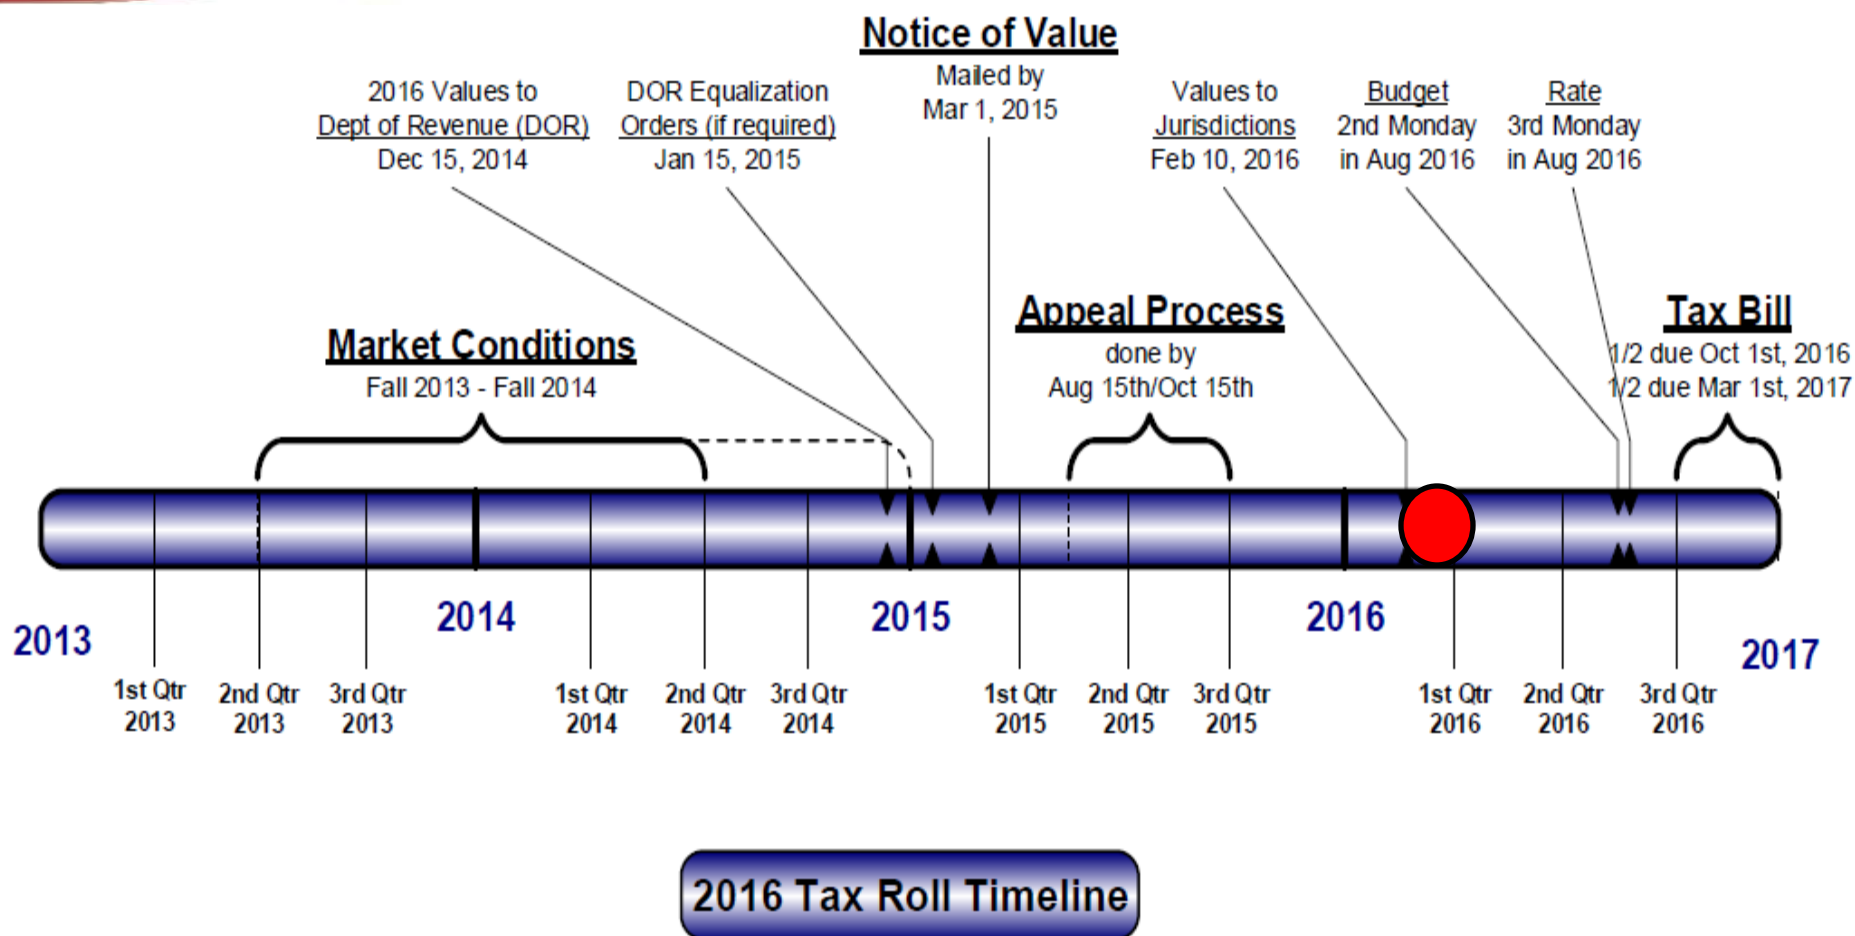 Notice of Value
Mailed by
Mar 1, 2015
2016 Values to
Dept of Revenue (DOR)
Dec 15, 2014
DOR Equalization
Orders (if required)
Jan 15, 2015
Values to
Jurisdictions
Feb 10, 2016
Budget
2nd Monday
in Aug 2016
Rate
3rd Monday
in Aug 2016
Market Conditions
Fall 2013 - Fall 2014
Appeal Process
done by
Aug 15th/Oct 15th
Tax Bill
1/2 due Oct 1st, 2016
1/2 due Mar 1st, 2017
2013
2014
2015
2016
2017
1st Qtr
2013
2nd Qtr
2013
3rd Qtr
2013
1st Qtr
2014
2nd Qtr
2014
3rd Qtr
2014
1st Qtr
2015
2nd Qtr
2015
3rd Qtr
2015
1st Qtr
2016
2nd Qtr
2016
3rd Qtr
2016
2016 Tax Roll Timeline